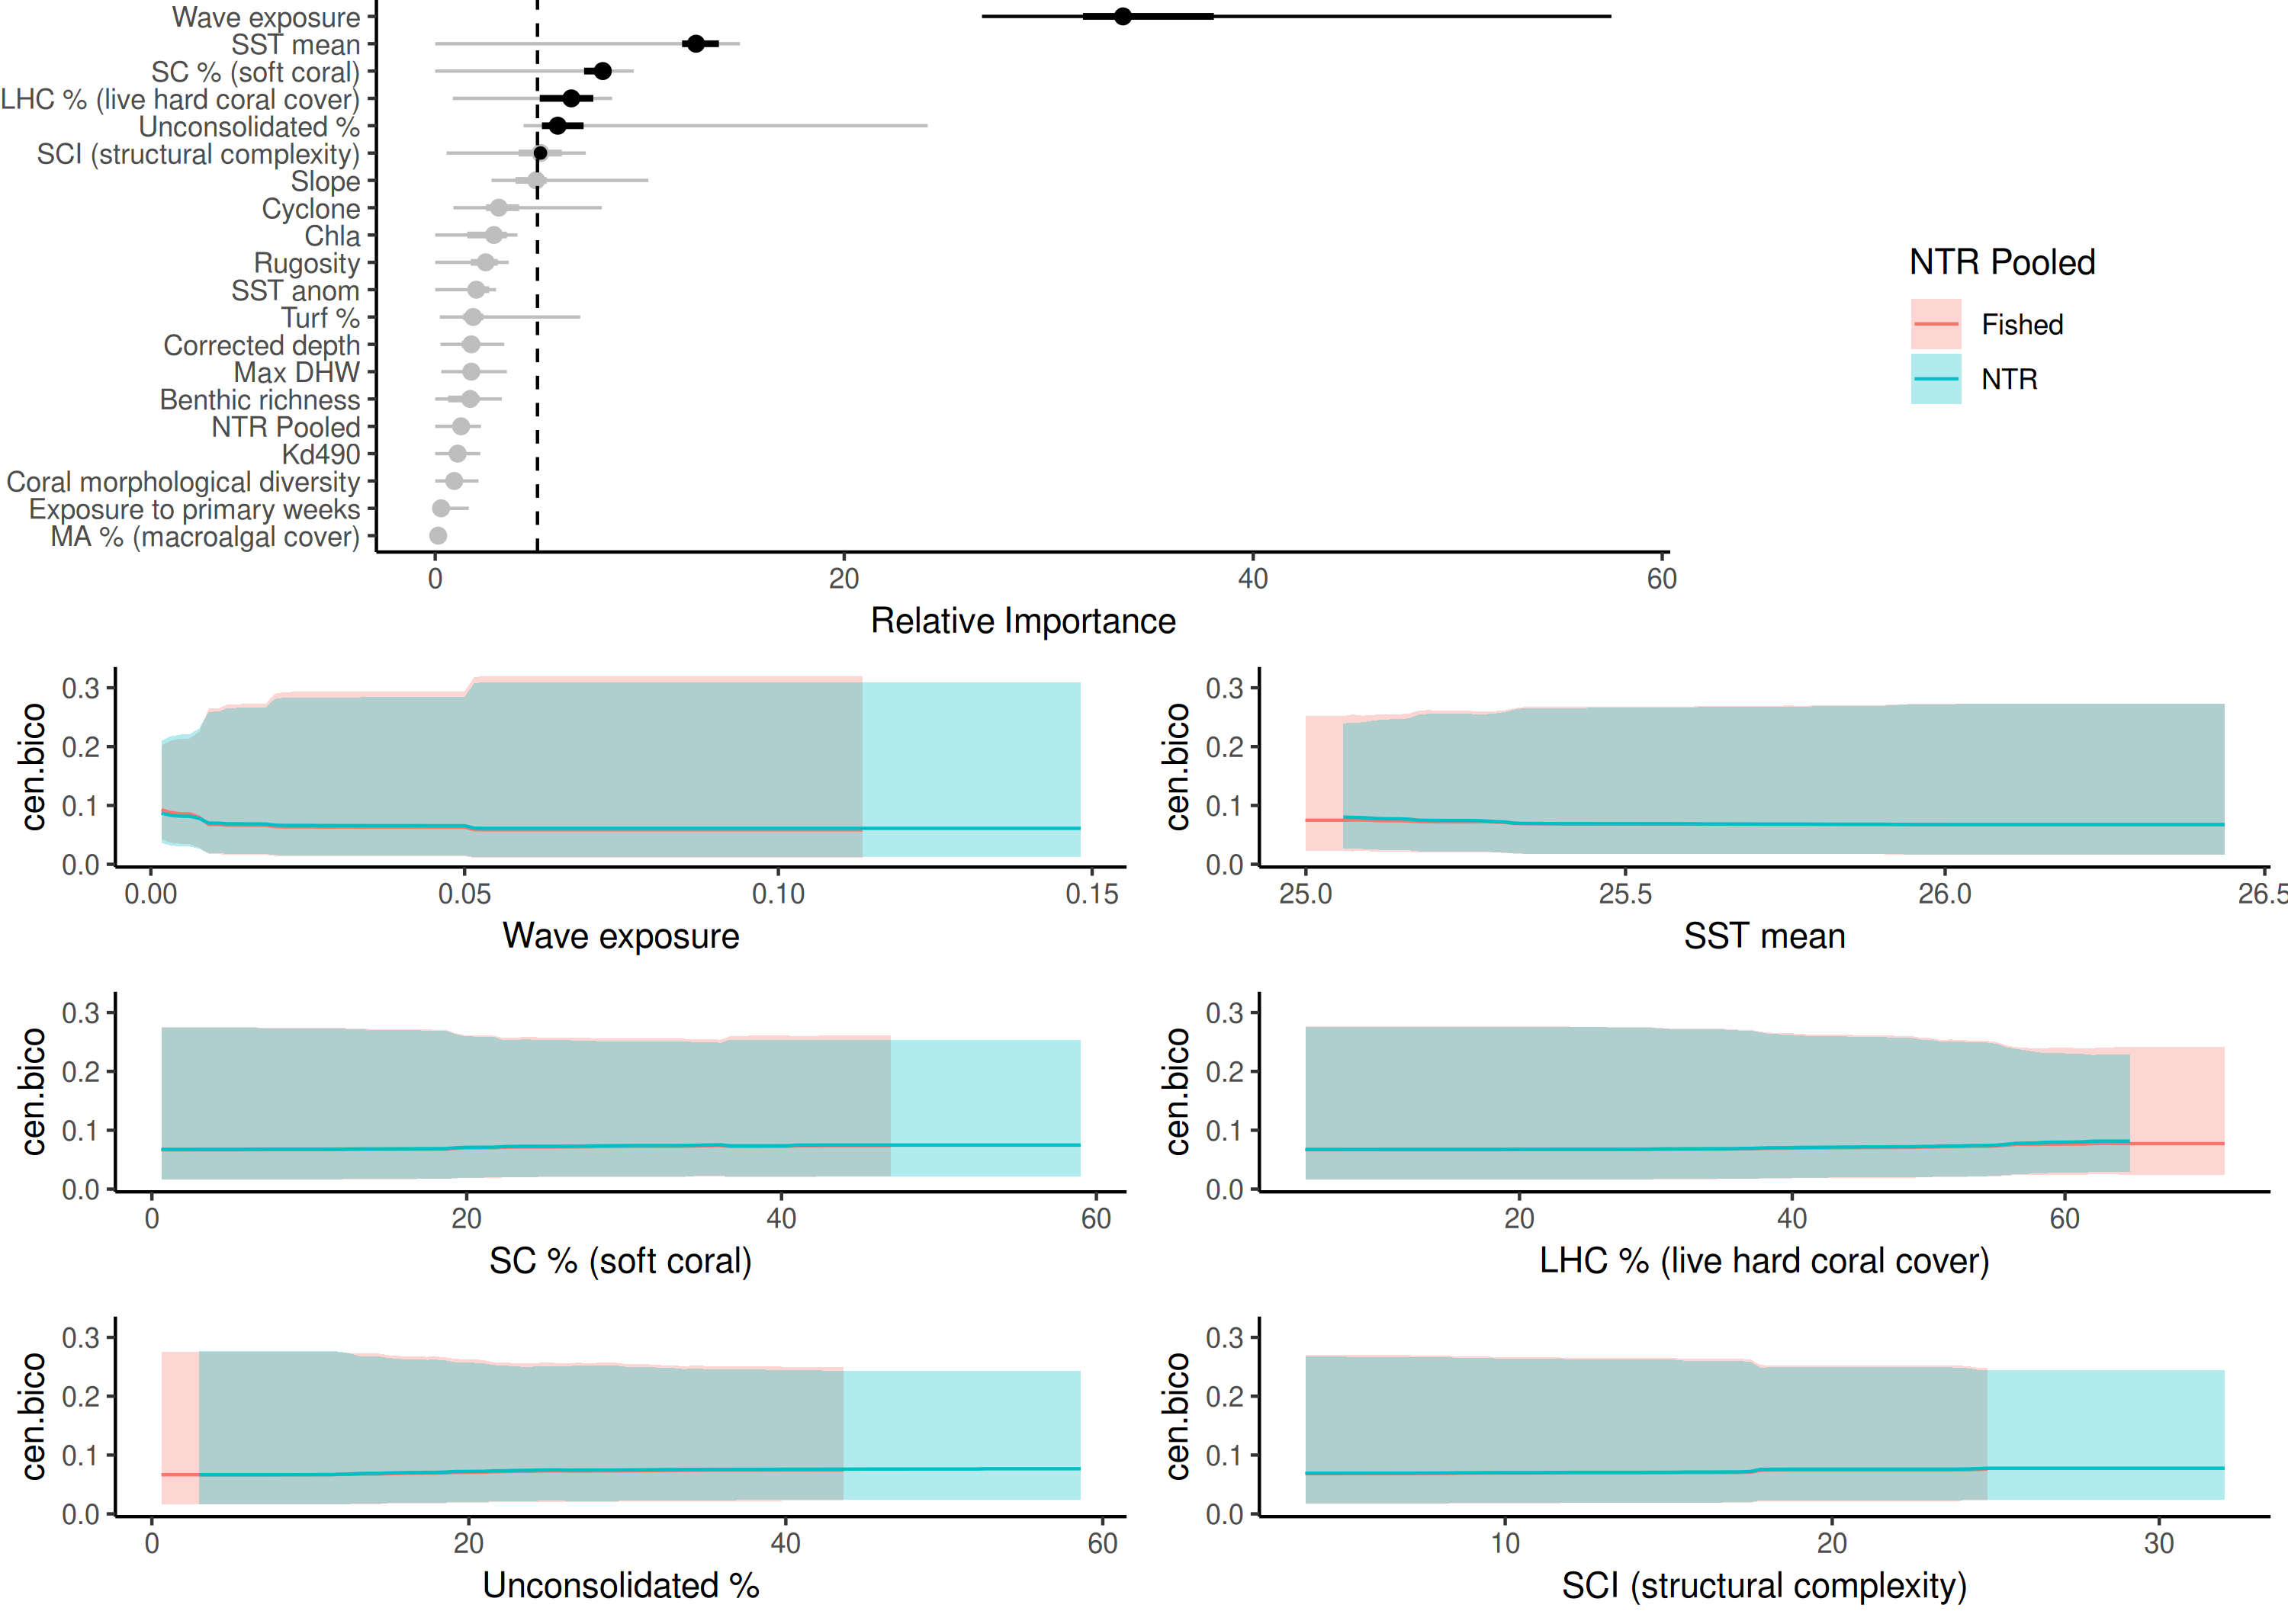 Wave exposure
SST mean
SC % (soft coral)
LHC % (live hard coral cover)
Unconsolidated %
SCI (structural complexity)
Slope
Cyclone
Chla
Rugosity
SST anom
Turf %
Corrected depth
Max DHW
Benthic richness
NTR Pooled
Kd490
Coral morphological diversity
Exposure to primary weeks
MA % (macroalgal cover)
0 20 40 60
Relative Importance
NTR Pooled
Fished
NTR
cen.bico
0.3
0.2
0.1
0.0
0.00 0.05 0.10 0.15
Wave exposure
cen.bico
0.3
0.2
0.1
0.0
25.0 25.5 26.0 26.5
SST mean
cen.bico
0.3
0.2
0.1
0.0
0 20 40 60
SC % (soft coral)
cen.bico
0.3
0.2
0.1
0.0
20 40 60
LHC % (live hard coral cover)
cen.bico
0.3
0.2
0.1
0.0
0 20 40 60
Unconsolidated %
cen.bico
0.3
0.2
0.1
0.0
10 20 30
SCI (structural complexity)